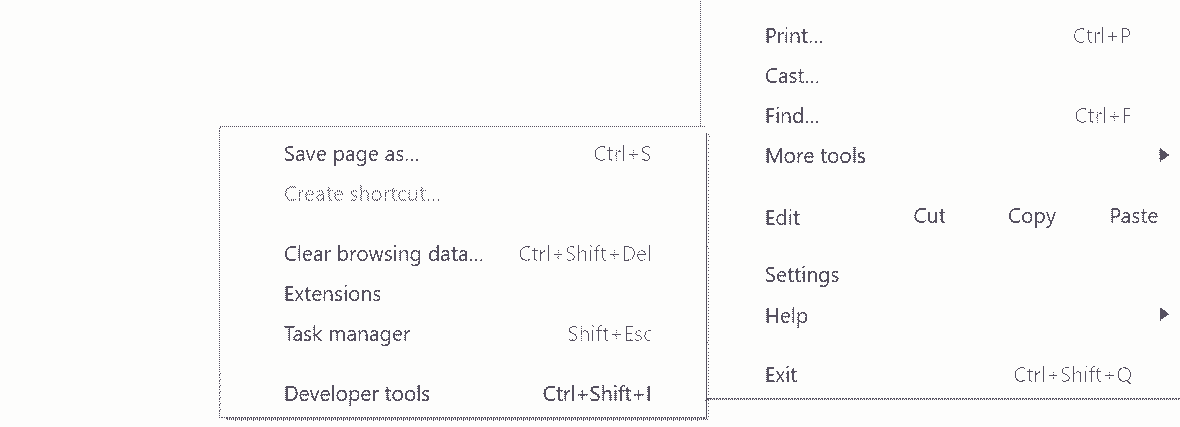 Print... Ctrl+P
Cast...
Find... Ctrl+F
More tools
Edit Cut Copy Paste
Settings
Help
Exit Ctrl+Shift+Q
Save page as... Ctrl+S
Create shortcut...
Clear browsing data... Ctrl+Shift+Del
Extensions
Task manager Shift+Esc
Developer tools Ctrl+Shift+I